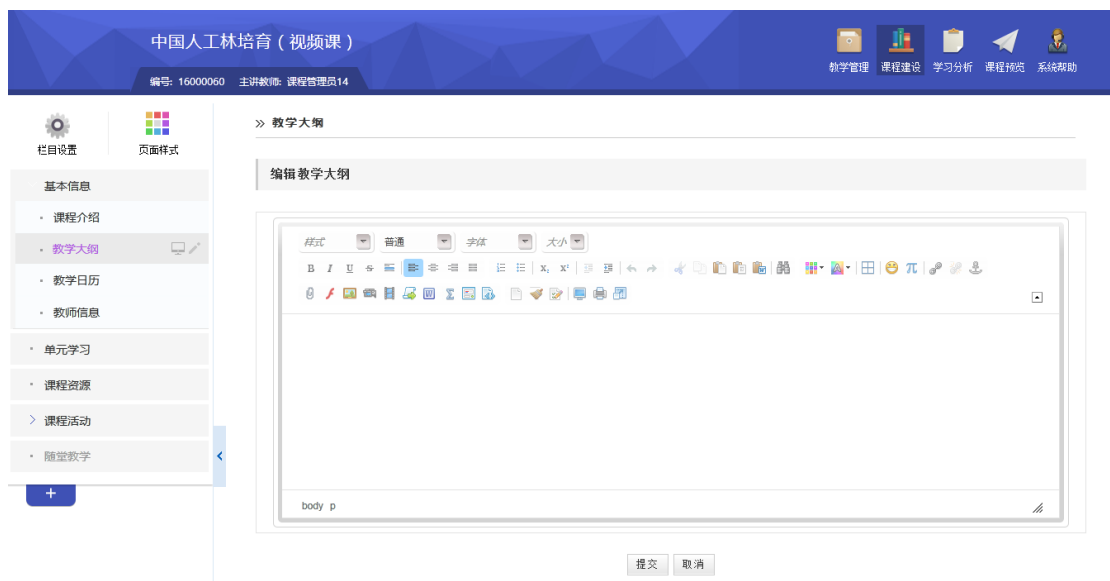 中国人工林培育（视频课）
编号: 16000060 主讲教师: 课程管理员14
教学管理 课程建设 学习分析 课程预览 系统帮助
栏目设置 页面样式
基本信息
课程介绍
教学大纲
教学日历
教师信息
单元学习
课程资源
课程活动
随堂教学
+
» 教学大纲
编辑教学大纲
样式 普通 字体 大小
B I U S X₂ X² π
Σ W
body p
提交 取消